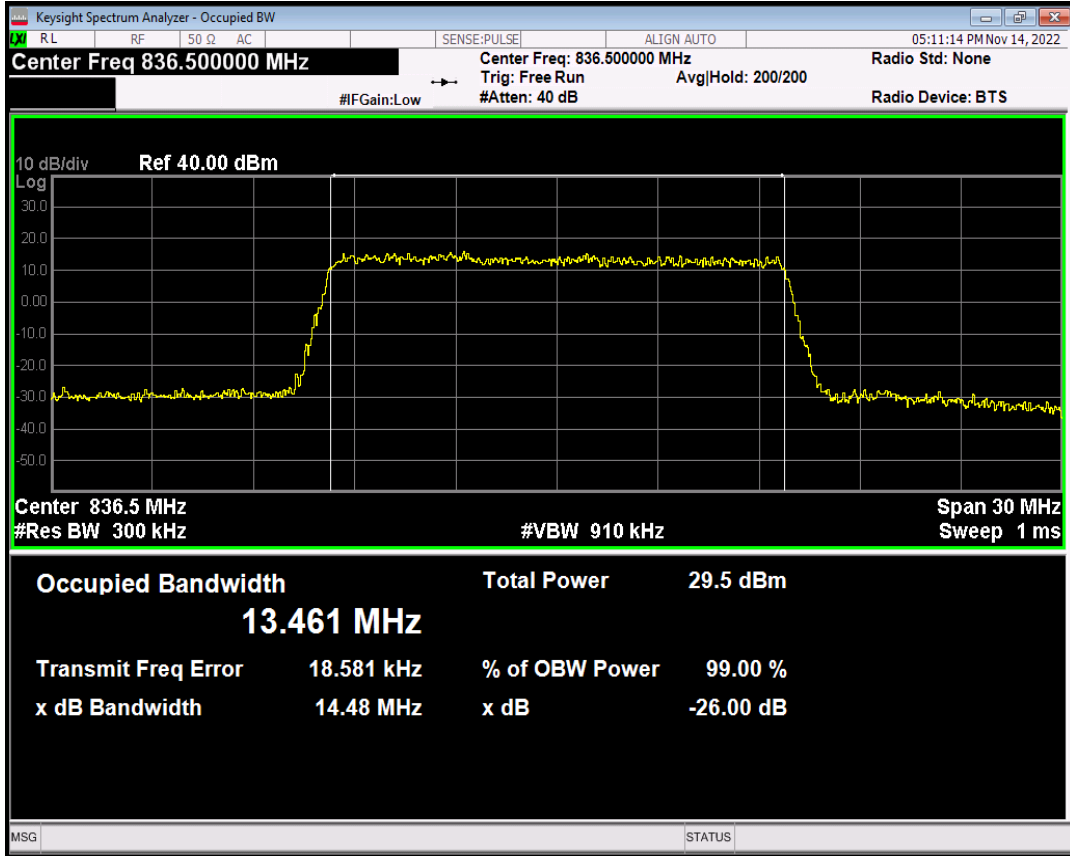 Keysight Spectrum Analyzer - Occupied BW
LXI RL RF 50 Ω AC SENSE:PULSE ALIGN AUTO 05:11:14 PM Nov 14, 2022
Center Freq 836.500000 MHz Center Freq: 836.500000 MHz Radio Std: None
Trig: Free Run Avg|Hold: 200/200
#IFGain:Low #Atten: 40 dB Radio Device: BTS
10 dB/div Ref 40.00 dBm
Log
30.0
20.0
10.0
0.00
-10.0
-20.0
-30.0
-40.0
-50.0
Center 836.5 MHz Span 30 MHz
#Res BW 300 kHz #VBW 910 kHz Sweep 1 ms
Occupied Bandwidth Total Power 29.5 dBm
13.461 MHz
Transmit Freq Error 18.581 kHz % of OBW Power 99.00 %
x dB Bandwidth 14.48 MHz x dB -26.00 dB
MSG STATUS